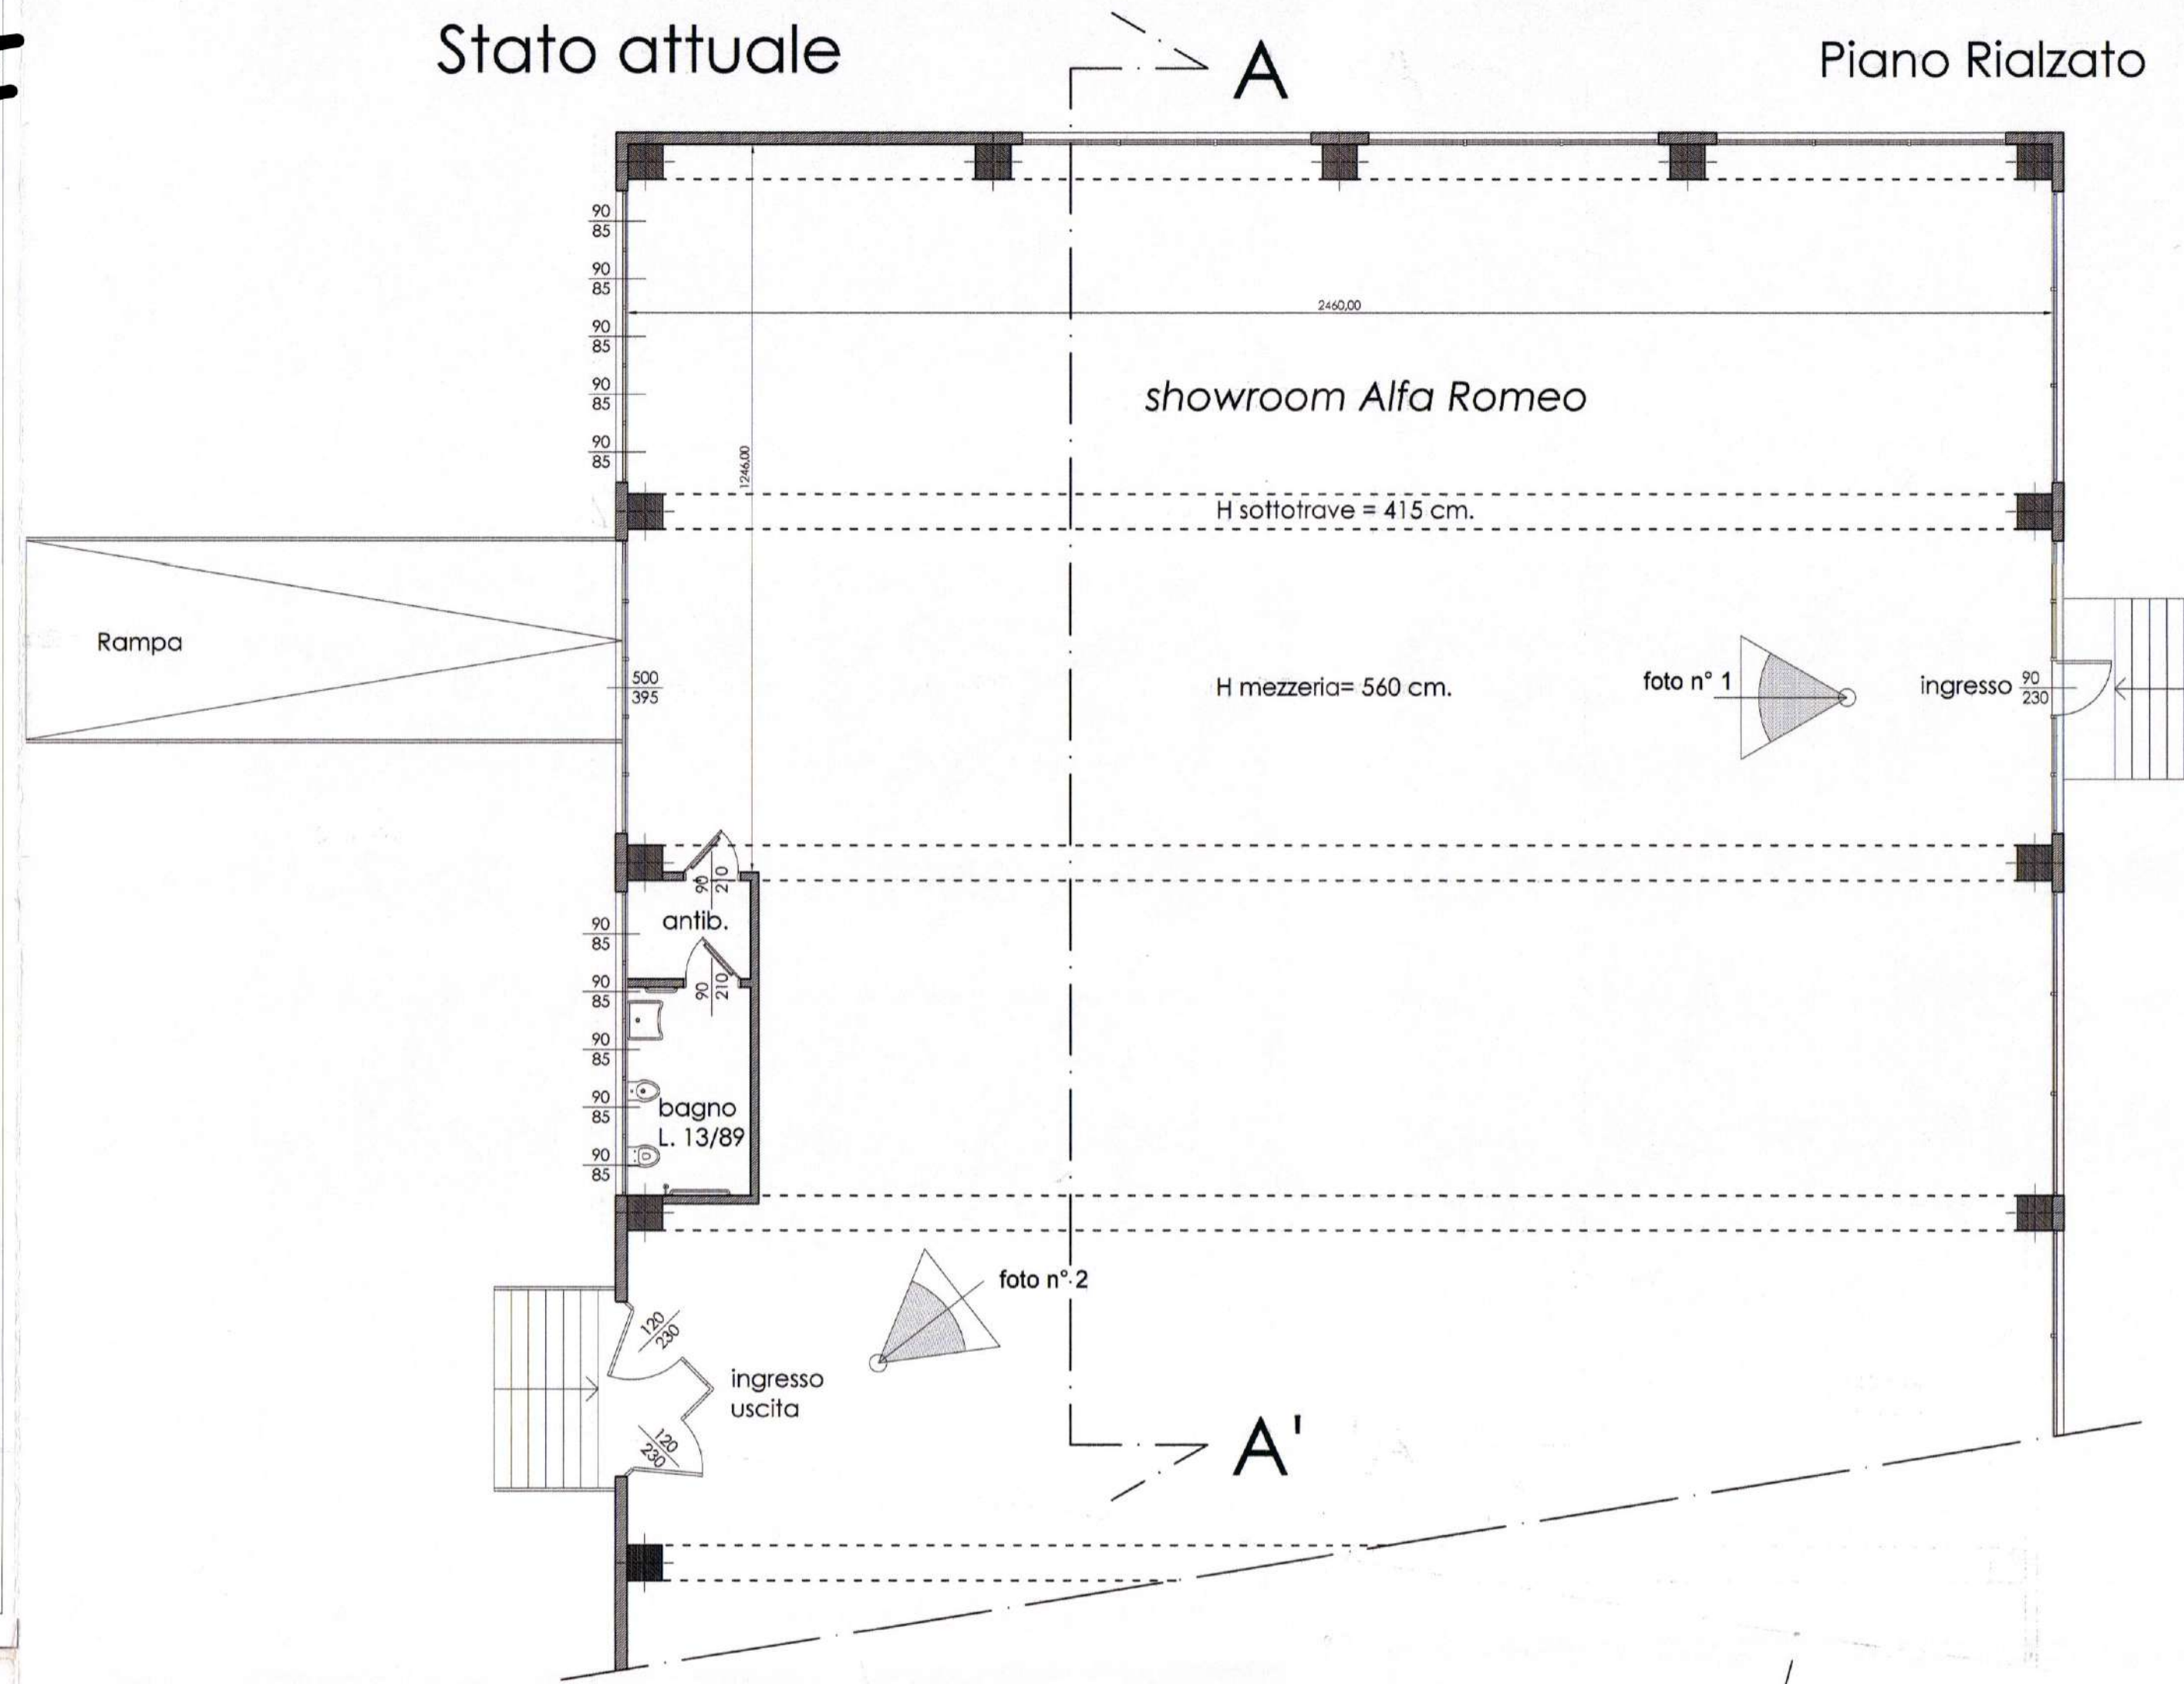 Stato attuale
A
Piano Rialzato
90
85
90
85
90
85
90
85
90
85
2460,00
showroom Alfa Romeo
1246,00
H sottotrave = 415 cm.
Rampa
500
395
H mezzeria= 560 cm.
foto n° 1
ingresso 90
230
90
210
antib.
90
85
90
85
90
210
90
85
90
85
bagno
L. 13/89
90
85
foto n° 2
120
230
ingresso
uscita
120
230
A'